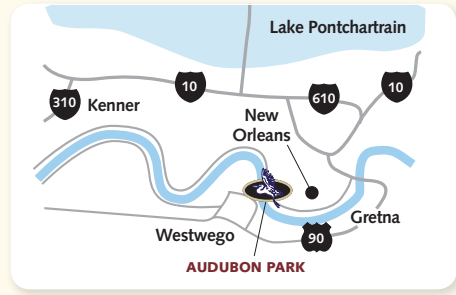 Lake Pontchartrain
10
10
310
Kenner
610
New
Orleans
Gretna
Westwego
90
AUDUBON PARK